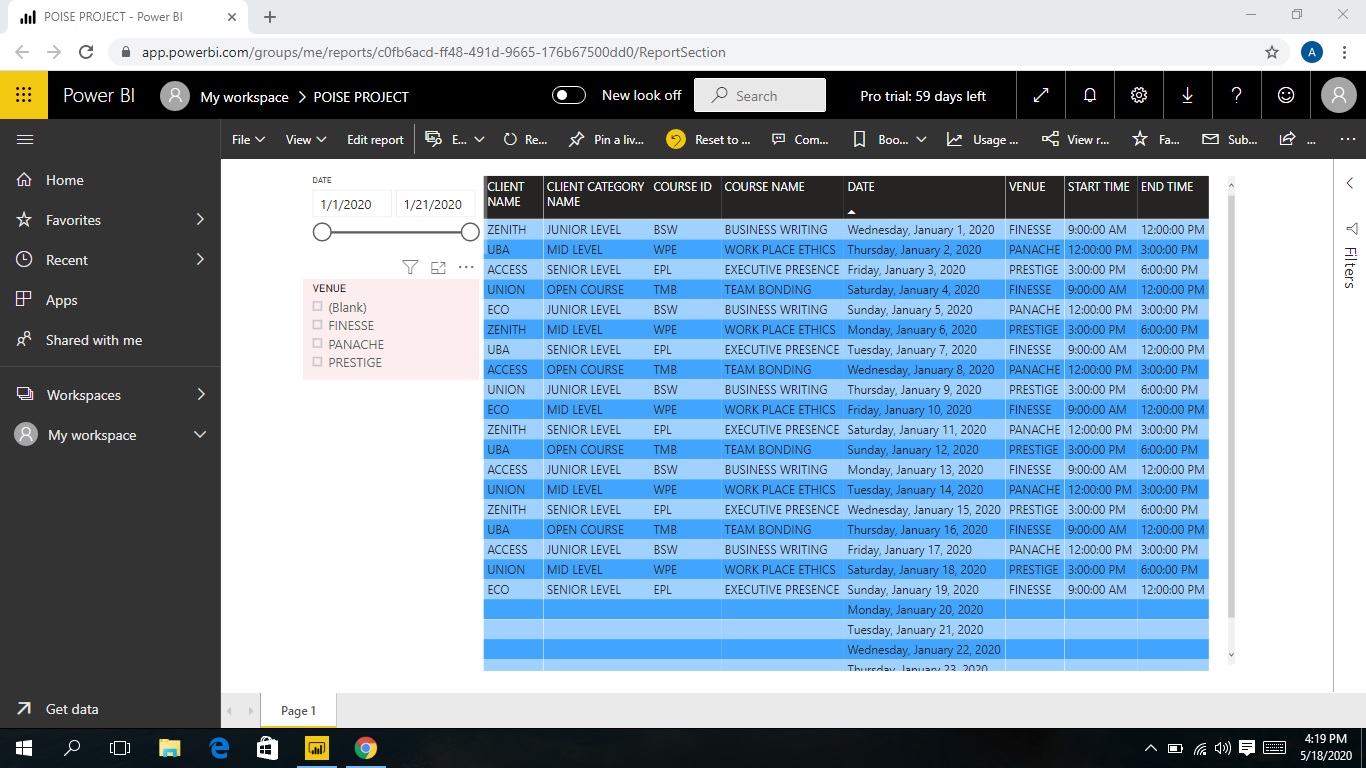 POISE PROJECT - Power BI
app.powerbi.com/groups/me/reports/c0fb6acd-ff48-491d-9665-176b67500dd0/ReportSection
A
Power BI My workspace > POISE PROJECT New look off Search Pro trial: 59 days left
File View Edit report E... Re... Pin a liv... Reset to ... Com... Boo... Usage ... View r... Fa... Sub... ...
Home
Favorites
Recent
Apps
Shared with me
Workspaces
My workspace
Get data
DATE
1/1/2020 1/21/2020
VENUE
(Blank)
FINESSE
PANACHE
PRESTIGE
CLIENT NAME CLIENT CATEGORY NAME COURSE ID COURSE NAME DATE VENUE START TIME END TIME
ZENITH JUNIOR LEVEL BSW BUSINESS WRITING Wednesday, January 1, 2020 FINESSE 9:00:00 AM 12:00:00 PM
UBA MID LEVEL WPE WORK PLACE ETHICS Thursday, January 2, 2020 PANACHE 12:00:00 PM 3:00:00 PM
ACCESS SENIOR LEVEL EPL EXECUTIVE PRESENCE Friday, January 3, 2020 PRESTIGE 3:00:00 PM 6:00:00 PM
UNION OPEN COURSE TMB TEAM BONDING Saturday, January 4, 2020 FINESSE 9:00:00 AM 12:00:00 PM
ECO JUNIOR LEVEL BSW BUSINESS WRITING Sunday, January 5, 2020 PANACHE 12:00:00 PM 3:00:00 PM
ZENITH MID LEVEL WPE WORK PLACE ETHICS Monday, January 6, 2020 PRESTIGE 3:00:00 PM 6:00:00 PM
UBA SENIOR LEVEL EPL EXECUTIVE PRESENCE Tuesday, January 7, 2020 FINESSE 9:00:00 AM 12:00:00 PM
ACCESS OPEN COURSE TMB TEAM BONDING Wednesday, January 8, 2020 PANACHE 12:00:00 PM 3:00:00 PM
UNION JUNIOR LEVEL BSW BUSINESS WRITING Thursday, January 9, 2020 PRESTIGE 3:00:00 PM 6:00:00 PM
ECO MID LEVEL WPE WORK PLACE ETHICS Friday, January 10, 2020 FINESSE 9:00:00 AM 12:00:00 PM
ZENITH SENIOR LEVEL EPL EXECUTIVE PRESENCE Saturday, January 11, 2020 PANACHE 12:00:00 PM 3:00:00 PM
UBA OPEN COURSE TMB TEAM BONDING Sunday, January 12, 2020 PRESTIGE 3:00:00 PM 6:00:00 PM
ACCESS JUNIOR LEVEL BSW BUSINESS WRITING Monday, January 13, 2020 FINESSE 9:00:00 AM 12:00:00 PM
UNION MID LEVEL WPE WORK PLACE ETHICS Tuesday, January 14, 2020 PANACHE 12:00:00 PM 3:00:00 PM
ZENITH SENIOR LEVEL EPL EXECUTIVE PRESENCE Wednesday, January 15, 2020 PRESTIGE 3:00:00 PM 6:00:00 PM
UBA OPEN COURSE TMB TEAM BONDING Thursday, January 16, 2020 FINESSE 9:00:00 AM 12:00:00 PM
ACCESS JUNIOR LEVEL BSW BUSINESS WRITING Friday, January 17, 2020 PANACHE 12:00:00 PM 3:00:00 PM
UNION MID LEVEL WPE WORK PLACE ETHICS Saturday, January 18, 2020 PRESTIGE 3:00:00 PM 6:00:00 PM
ECO SENIOR LEVEL EPL EXECUTIVE PRESENCE Sunday, January 19, 2020 FINESSE 9:00:00 AM 12:00:00 PM
Monday, January 20, 2020
Tuesday, January 21, 2020
Wednesday, January 22, 2020
Thursday, January 23, 2020
Filters
Page 1
4:19 PM
5/18/2020